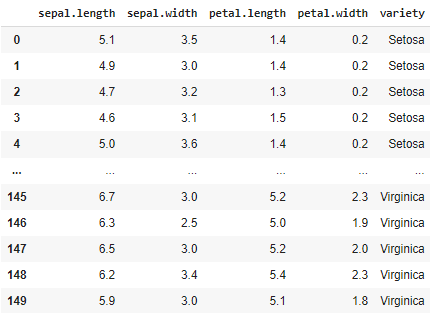 sepal.length sepal.width petal.length petal.width variety
0 5.1 3.5 1.4 0.2 Setosa
1 4.9 3.0 1.4 0.2 Setosa
2 4.7 3.2 1.3 0.2 Setosa
3 4.6 3.1 1.5 0.2 Setosa
4 5.0 3.6 1.4 0.2 Setosa
... ... ... ... ... ...
145 6.7 3.0 5.2 2.3 Virginica
146 6.3 2.5 5.0 1.9 Virginica
147 6.5 3.0 5.2 2.0 Virginica
148 6.2 3.4 5.4 2.3 Virginica
149 5.9 3.0 5.1 1.8 Virginica